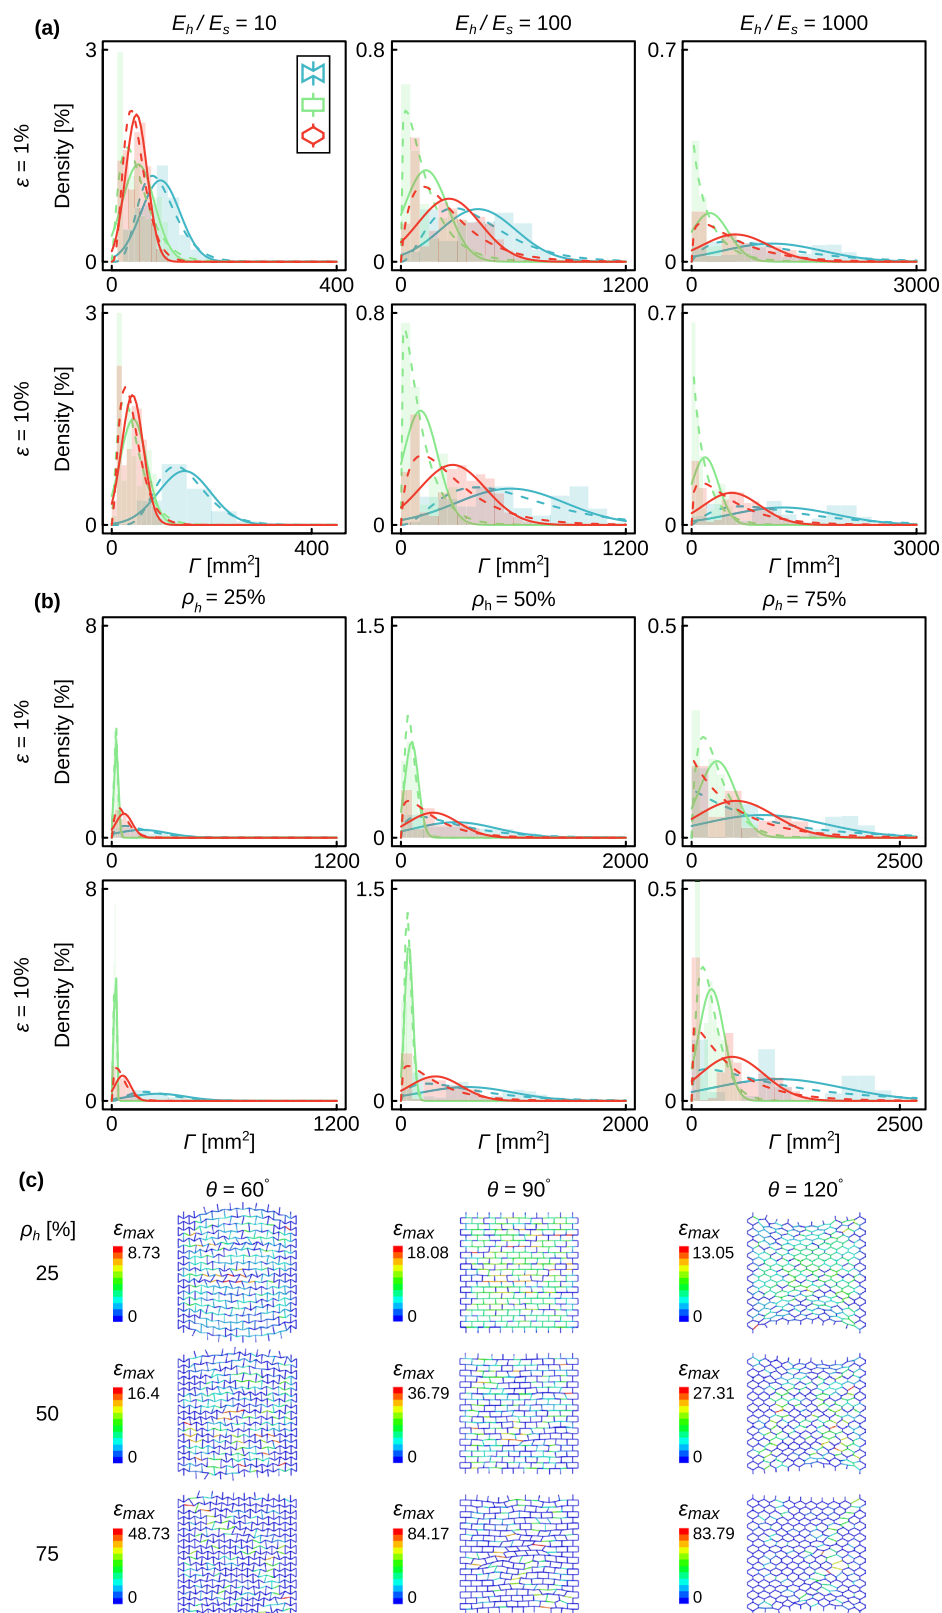 (a)
E_h / E_s = 10
E_h / E_s = 100
E_h / E_s = 1000
ε = 1%
Density [%]
3
0
0
400
0.8
0
0
1200
0.7
0
0
3000
ε = 10%
Density [%]
3
0
0
400
Γ [mm²]
0.8
0
0
1200
Γ [mm²]
0.7
0
0
3000
Γ [mm²]
(b)
ρ_h = 25%
ρ_h = 50%
ρ_h = 75%
ε = 1%
Density [%]
8
0
0
1200
1.5
0
0
2000
0.5
0
0
2500
ε = 10%
Density [%]
8
0
0
1200
Γ [mm²]
1.5
0
0
2000
Γ [mm²]
0.5
0
0
2500
Γ [mm²]
(c)
θ = 60°
θ = 90°
θ = 120°
ρ_h [%]
25
ε_max
8.73
0
ε_max
18.08
0
ε_max
13.05
0
50
ε_max
16.4
0
ε_max
36.79
0
ε_max
27.31
0
75
ε_max
48.73
0
ε_max
84.17
0
ε_max
83.79
0